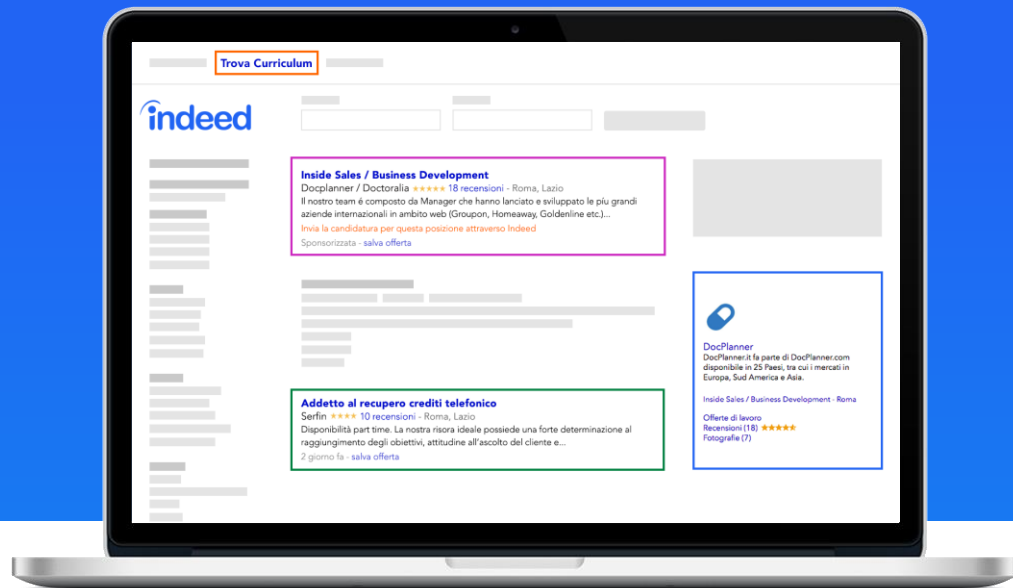 Trova Curriculum
indeed
Inside Sales / Business Development
Docplanner / Doctoralia ★★★★★ 18 recensioni - Roma, Lazio
Il nostro team é composto da Manager che hanno lanciato e sviluppato le píu grandi
aziende internazionali in ambito web (Groupon, Homeaway, Goldenline etc.)...
Invia la candidatura per questa posizione attraverso Indeed
Sponsorizzata - salva offerta
Addetto al recupero crediti telefonico
Serfin ★★★★ 10 recensioni - Roma, Lazio
Disponibilità part time. La nostra risora ideale possiede una forte determinazione al
raggiungimento degli obiettivi, attitudine all'ascolto del cliente e...
2 giorno fa - salva offerta
DocPlanner
DocPlanner.it fa parte di DocPlanner.com
disponibile in 25 Paesi, tra cui i mercati in
Europa, Sud America e Asia.
Inside Sales / Business Development - Roma
Offerte di lavoro
Recensioni (18) ★★★★★
Fotografie (7)